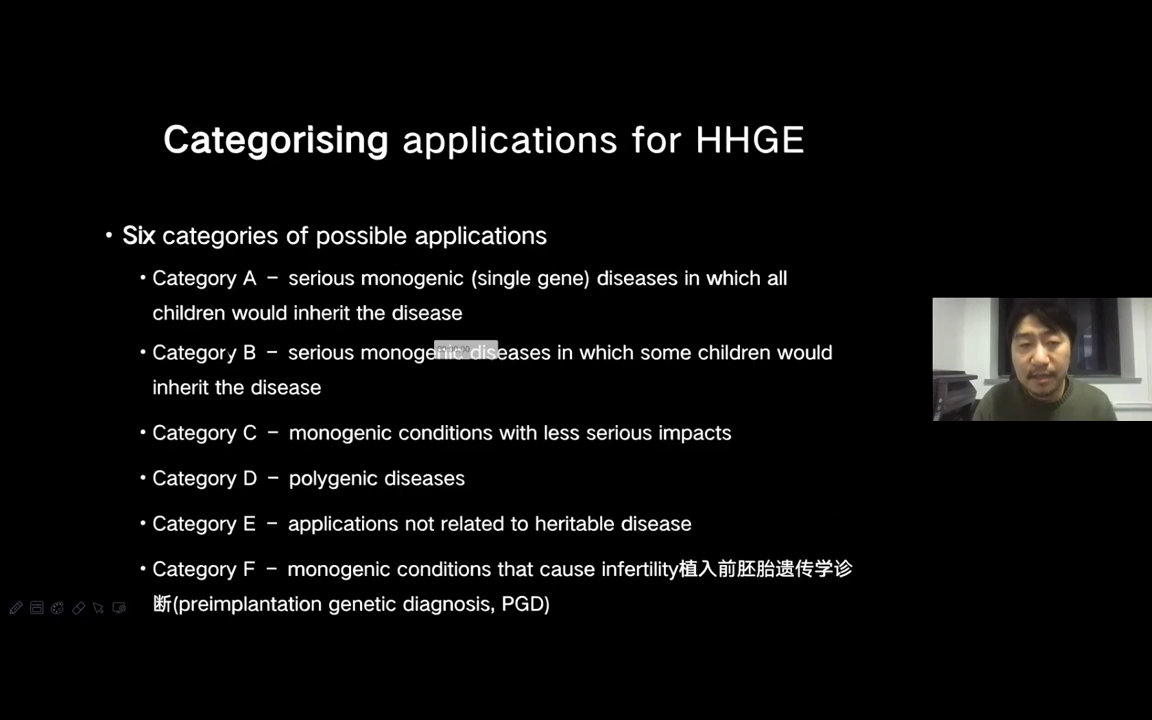 Categorising applications for HHGE
• Six categories of possible applications
• Category A – serious monogenic (single gene) diseases in which all
children would inherit the disease
• Category B – serious monogenic diseases in which some children would
inherit the disease
• Category C – monogenic conditions with less serious impacts
• Category D – polygenic diseases
• Category E – applications not related to heritable disease
• Category F – monogenic conditions that cause infertility植入前胚胎遗传学诊
断(preimplantation genetic diagnosis, PGD)